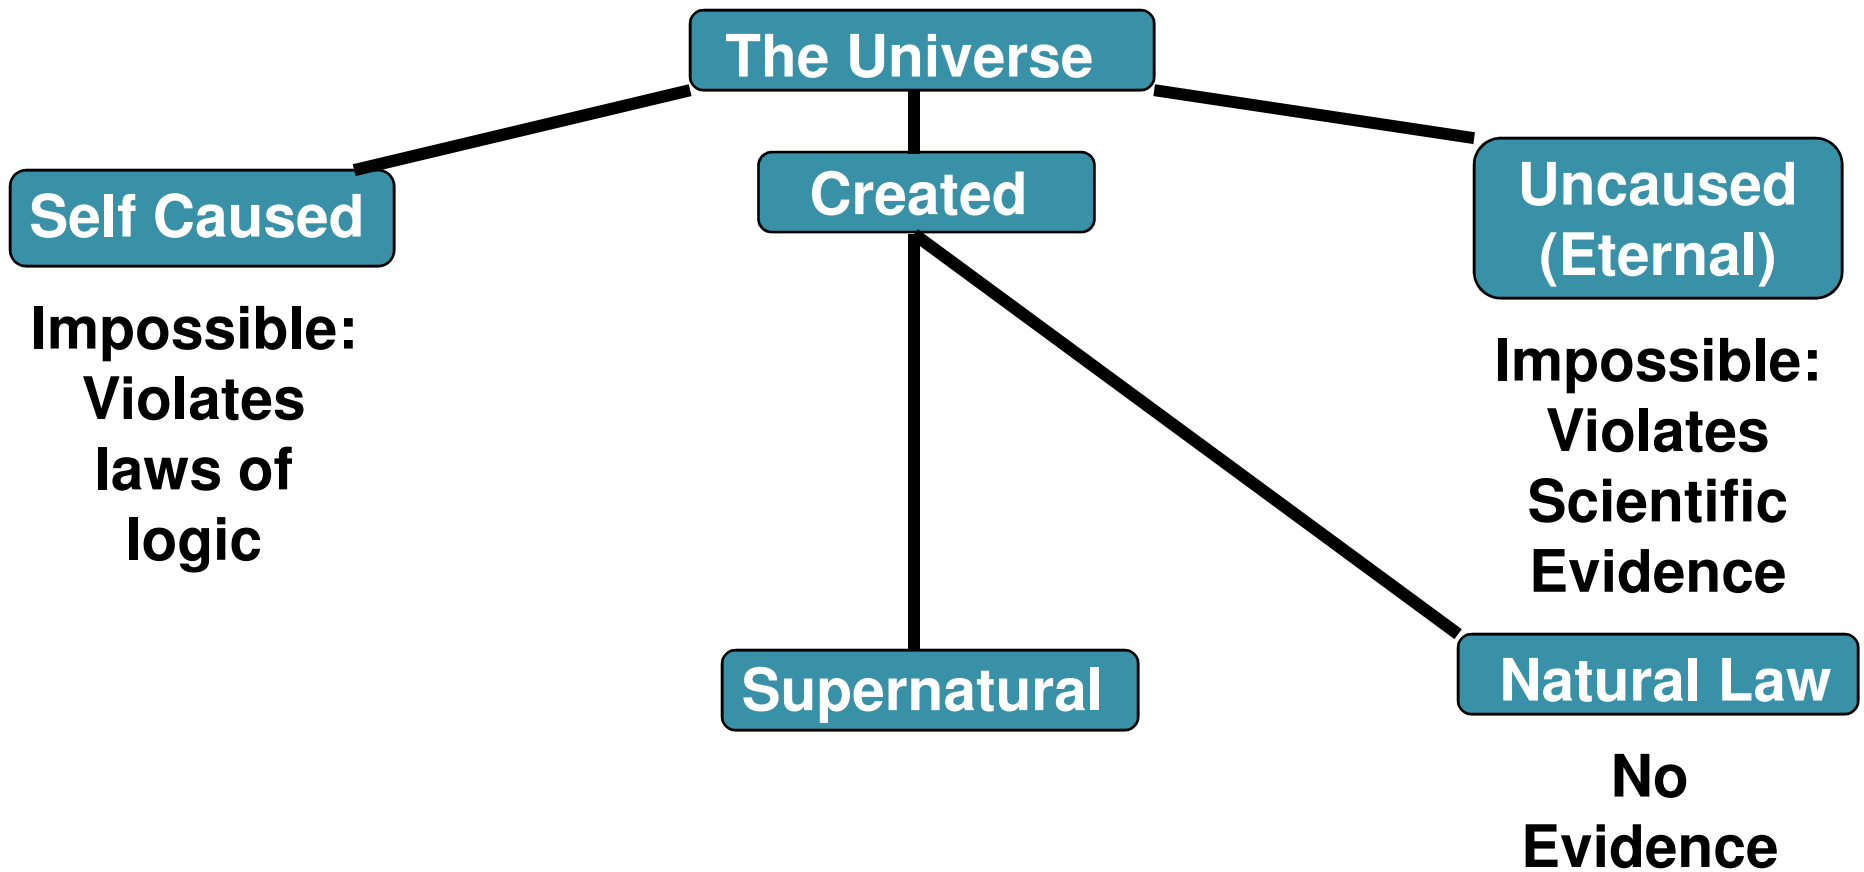 The Universe
Self Caused
Impossible:
Violates
laws of
logic
Created
Uncaused
(Eternal)
Impossible:
Violates
Scientific
Evidence
Supernatural
Natural Law
No
Evidence